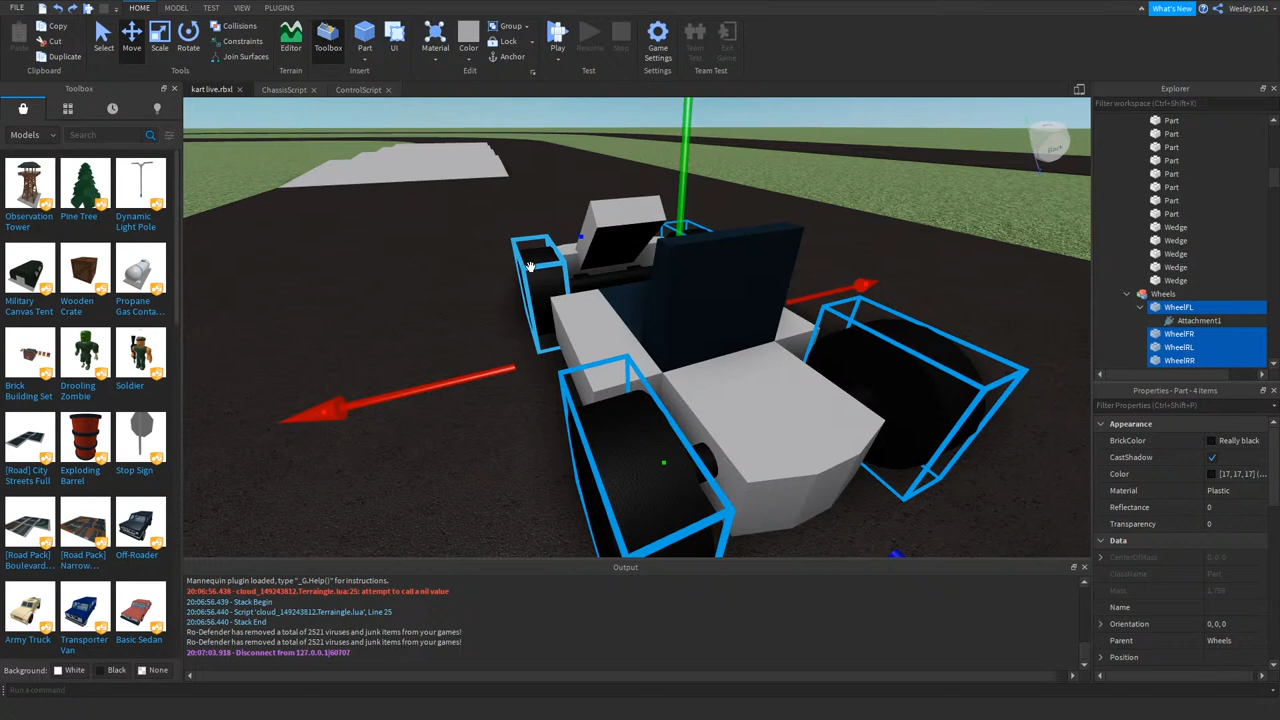 FILE HOME MODEL TEST VIEW PLUGINS What's New Wesley1041
Copy Collisions Group
Cut Constraints Lock
Duplicate Join Surfaces Anchor
Paste Select Move Scale Rotate Editor Toolbox Part UI Material Color Play Resume Stop Game Settings Team Test Exit Game
Clipboard Tools Terrain Insert Edit Test Settings Team Test
Toolbox kart live.rbxl ChassisScript ControlScript Explorer
Filter workspace (Ctrl+Shift+X)
Models Search
Observation Tower Pine Tree Dynamic Light Pole
Military Canvas Tent Wooden Crate Propane Gas Conta...
Brick Building Set Drooling Zombie Soldier
[Road] City Streets Full Exploding Barrel Stop Sign
[Road Pack] Boulevard... [Road Pack] Narrow... Off-Roader
Army Truck Transporter Van Basic Sedan
Background: White Black None
Back
Part
Part
Part
Part
Part
Part
Part
Part
Wedge
Wedge
Wedge
Wedge
Wedge
Wheels
WheelFL
Attachment1
WheelFR
WheelRL
WheelRR
Properties - Part - 4 items
Filter Properties (Ctrl+Shift+P)
Appearance
BrickColor Really black
CastShadow
Color [17, 17, 17] (...
Material Plastic
Reflectance 0
Transparency 0
Data
CenterOfMass 0, 0, 0
ClassName Part
Mass 1.759
Name
Orientation 0, 0, 0
Parent Wheels
Position
Output
Mannequin plugin loaded, type "_G.Help()" for instructions.
20:06:56.438 - cloud_149243812.Terraingle.lua:25: attempt to call a nil value
20:06:56.439 - Stack Begin
20:06:56.440 - Script 'cloud_149243812.Terraingle.lua', Line 25
20:06:56.440 - Stack End
Ro-Defender has removed a total of 2521 viruses and junk items from your games!
Ro-Defender has removed a total of 2521 viruses and junk items from your games!
20:07:03.918 - Disconnect from 127.0.0.1|60707
Run a command